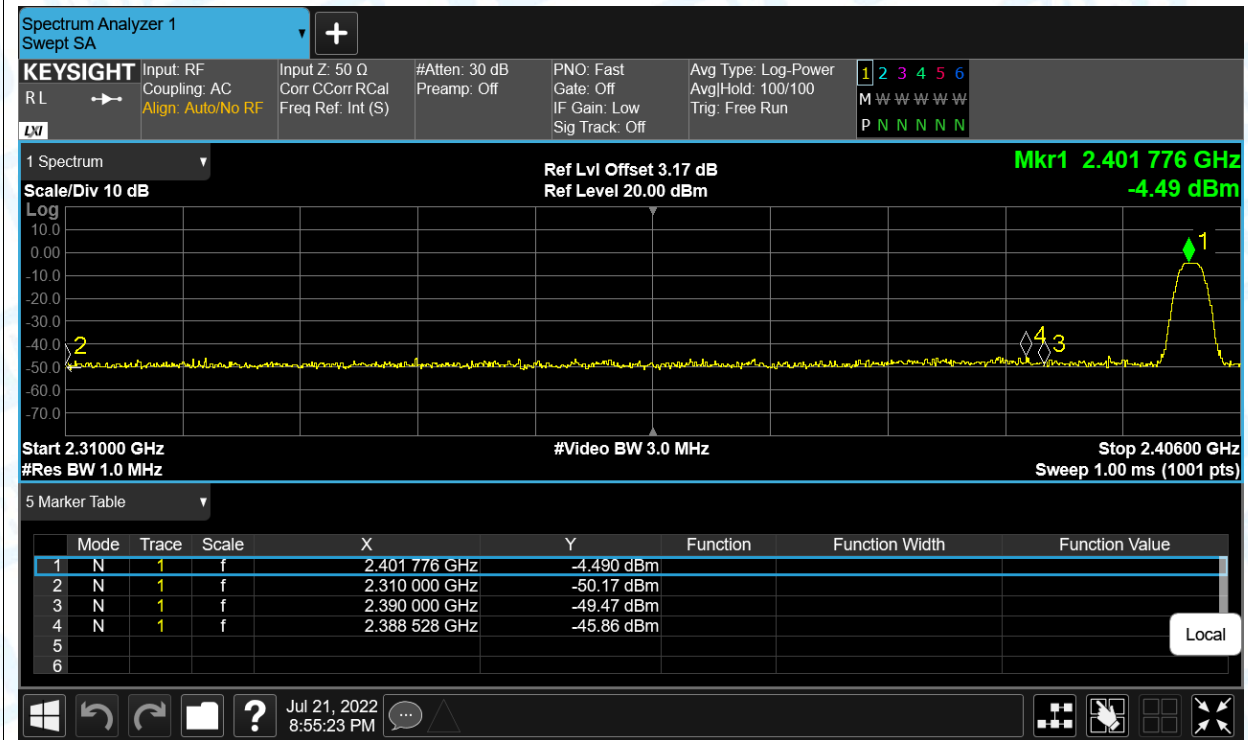 Spectrum Analyzer 1
Swept SA
KEYSIGHT
R L
LXI
Input: RF
Coupling: AC
Align: Auto/No RF
Input Z: 50 Ω
Corr CCorr RCal
Freq Ref: Int (S)
#Atten: 30 dB
Preamp: Off
PNO: Fast
Gate: Off
IF Gain: Low
Sig Track: Off
Avg Type: Log-Power
Avg|Hold: 100/100
Trig: Free Run
1 2 3 4 5 6
M W W W W W
P N N N N N
1 Spectrum
Scale/Div 10 dB
Ref Lvl Offset 3.17 dB
Ref Level 20.00 dBm
Mkr1 2.401 776 GHz
-4.49 dBm
Log
10.0
0.00
-10.0
-20.0
-30.0
-40.0
-50.0
-60.0
-70.0
1
2
4
3
Start 2.31000 GHz
#Video BW 3.0 MHz
Stop 2.40600 GHz
#Res BW 1.0 MHz
Sweep 1.00 ms (1001 pts)
5 Marker Table
Mode Trace Scale X Y Function Function Width Function Value
1 N 1 f 2.401 776 GHz -4.490 dBm
2 N 1 f 2.310 000 GHz -50.17 dBm
3 N 1 f 2.390 000 GHz -49.47 dBm
4 N 1 f 2.388 528 GHz -45.86 dBm
5
6
Local
?
Jul 21, 2022
8:55:23 PM